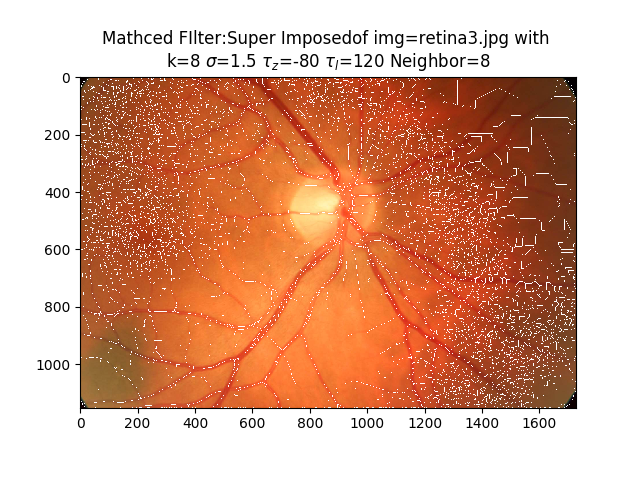 Mathced FIlter:Super Imposedof img=retina3.jpg with
k=8 σ=1.5 τz=-80 τl=120 Neighbor=8
0
200
400
600
800
1000
0 200 400 600 800 1000 1200 1400 1600